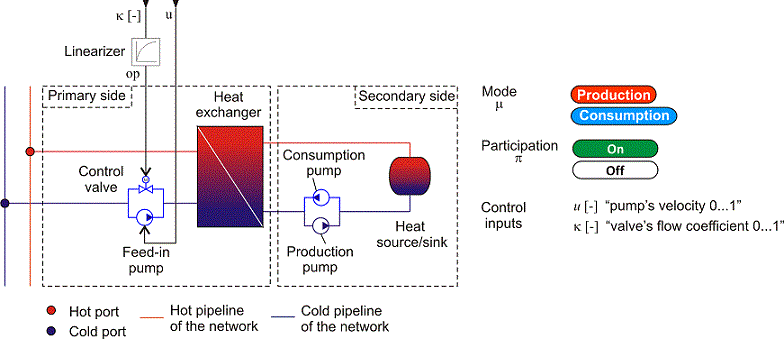 κ [-]
u
Linearizer
op
Primary side
Heat
exchanger
Secondary side
Control
valve
Feed-in
pump
Consumption
pump
Production
pump
Heat
source/sink
Mode
μ
Production
Consumption
Participation
π
On
Off
Control
inputs
u [-] “pump's velocity 0...1”
κ [-] “valve's flow coefficient 0...1”
Hot port
Cold port
Hot pipeline
of the network
Cold pipeline
of the network